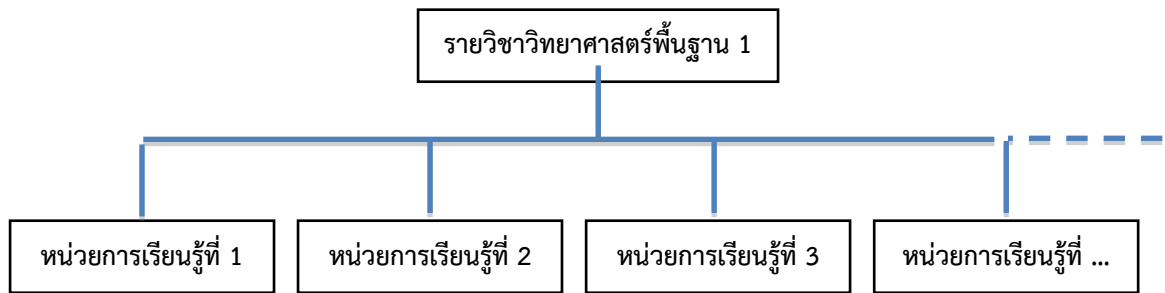 รายวิชาวิทยาศาสตร์พื้นฐาน 1
หน่วยการเรียนรู้ที่ 1
หน่วยการเรียนรู้ที่ 2
หน่วยการเรียนรู้ที่ 3
หน่วยการเรียนรู้ที่ ...